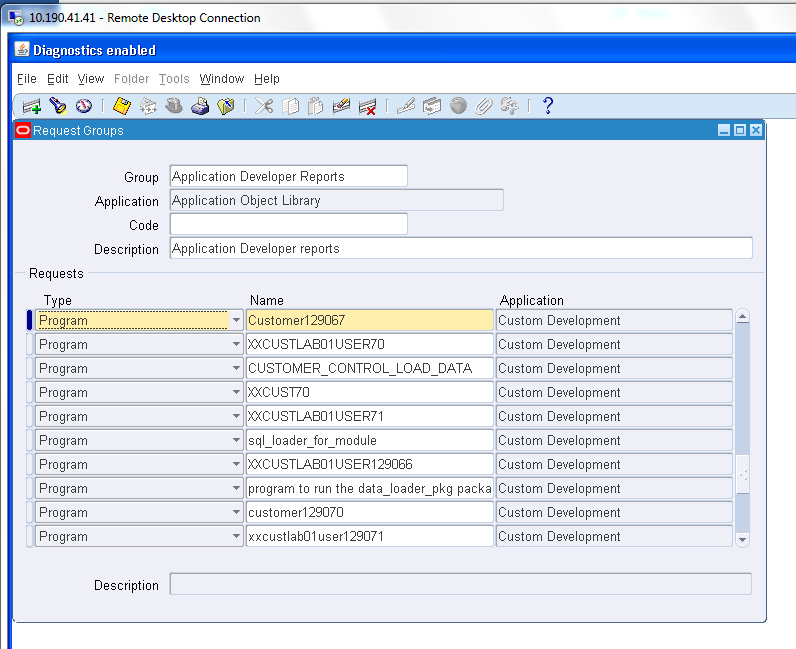 10.190.41.41 - Remote Desktop Connection
Diagnostics enabled
File Edit View Folder Tools Window Help
?
Request Groups
Group Application Developer Reports
Application Application Object Library
Code
Description Application Developer reports
Requests
Type Name Application
Program Customer129067 Custom Development
Program XXCUSTLAB01USER70 Custom Development
Program CUSTOMER_CONTROL_LOAD_DATA Custom Development
Program XXCUST70 Custom Development
Program XXCUSTLAB01USER71 Custom Development
Program sql_loader_for_module Custom Development
Program XXCUSTLAB01USER129066 Custom Development
Program program to run the data_loader_pkg packa Custom Development
Program customer129070 Custom Development
Program xxcustlab01user129071 Custom Development
Description